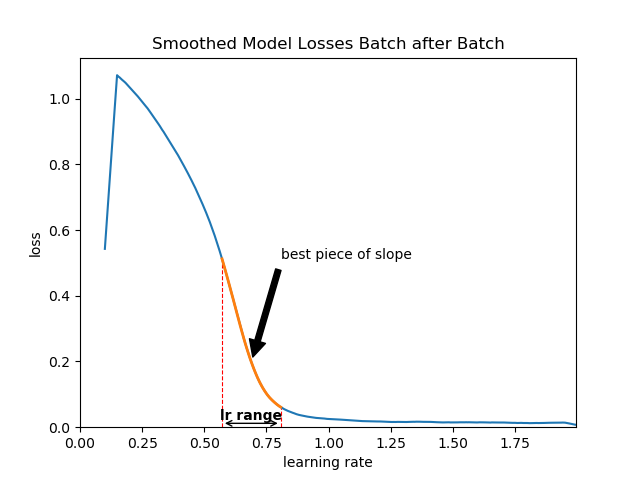 Smoothed Model Losses Batch after Batch
1.0
0.8
0.6
0.4
0.2
0.0
loss
best piece of slope
lr range
0.00 0.25 0.50 0.75 1.00 1.25 1.50 1.75
learning rate